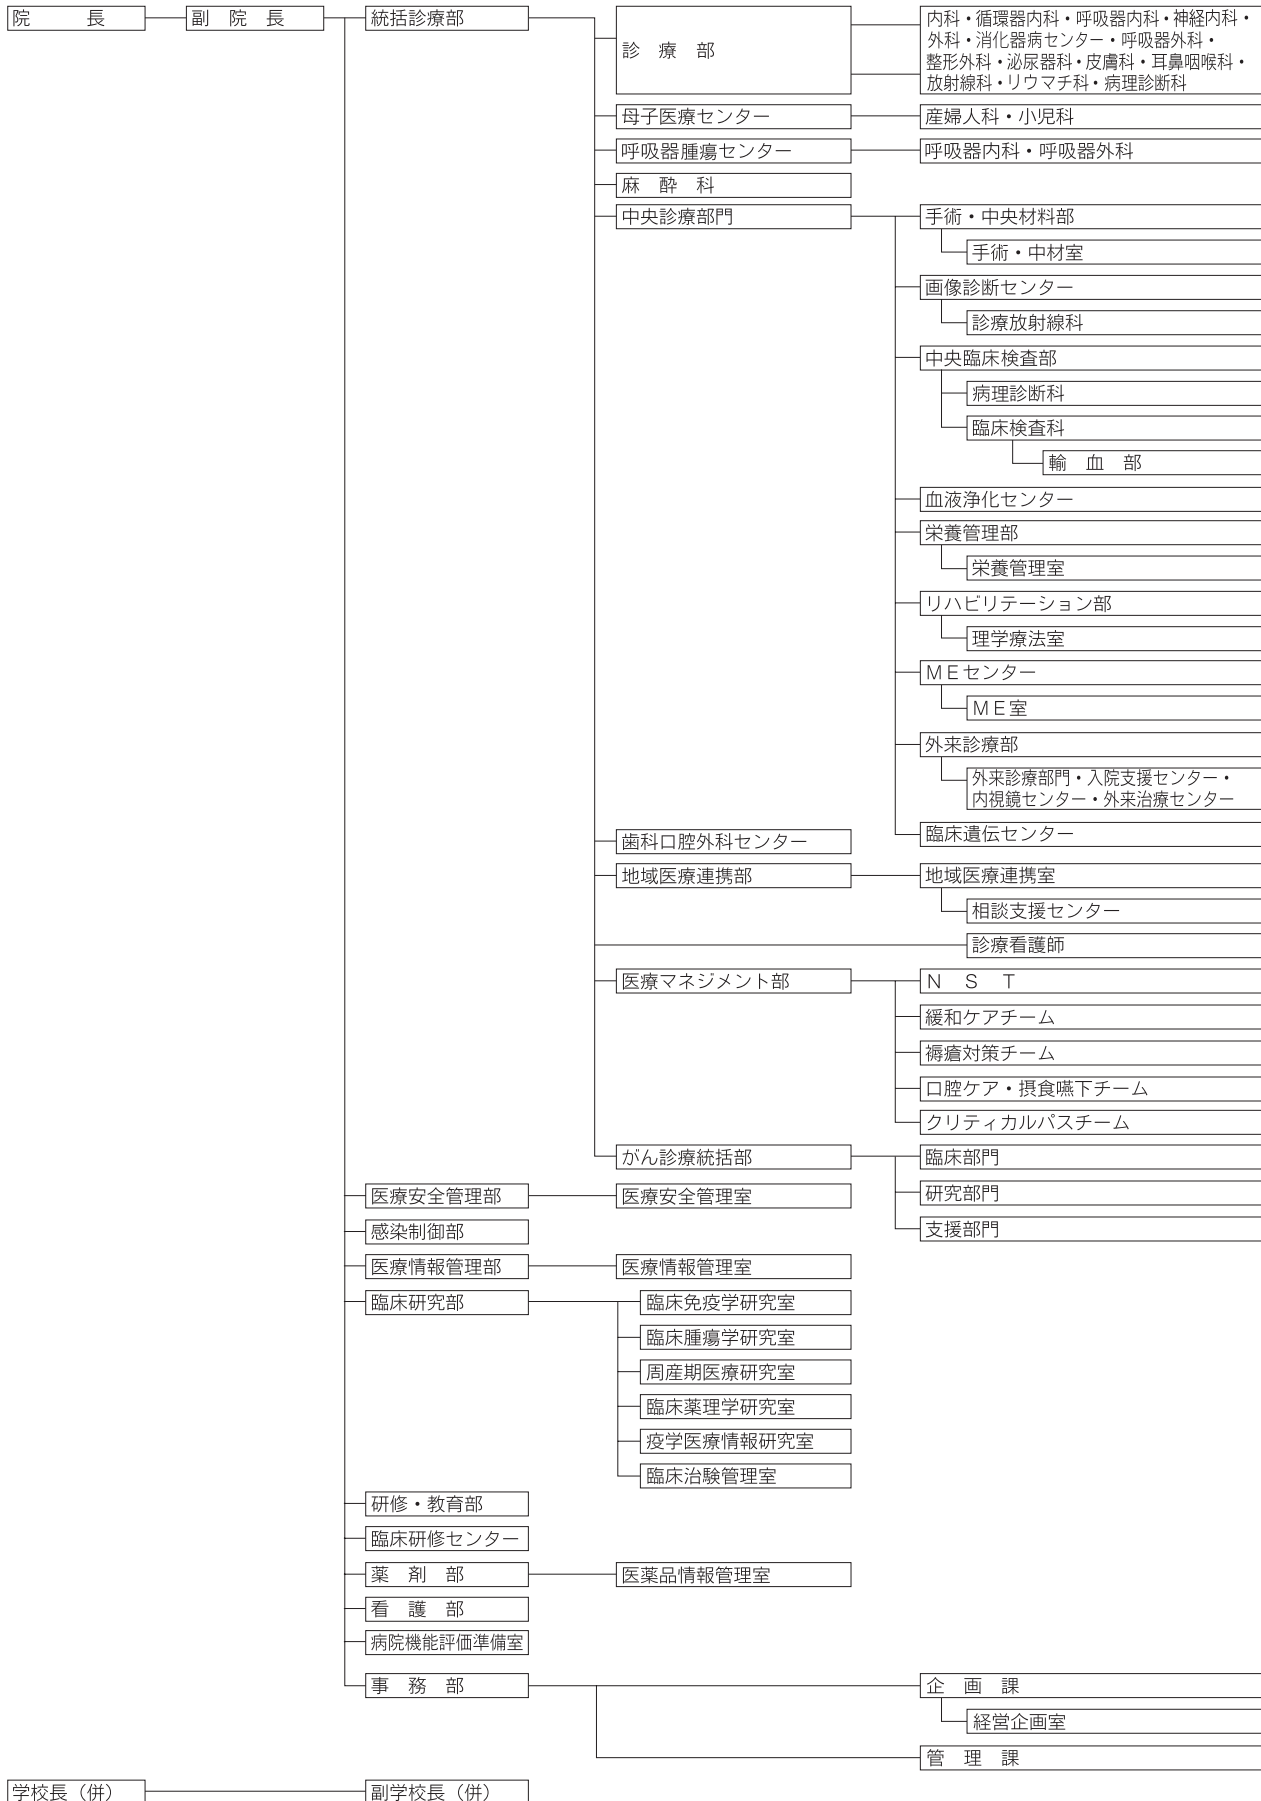 院　　　長
副　院　長
統括診療部
診　療　部
内科・循環器内科・呼吸器内科・神経内科・
外科・消化器病センター・呼吸器外科・
整形外科・泌尿器科・皮膚科・耳鼻咽喉科・
放射線科・リウマチ科・病理診断科
母子医療センター
産婦人科・小児科
呼吸器腫瘍センター
呼吸器内科・呼吸器外科
麻　酔　科
中央診療部門
手術・中央材料部
手術・中材室
画像診断センター
診療放射線科
中央臨床検査部
病理診断科
臨床検査科
輸　血　部
血液浄化センター
栄養管理部
栄養管理室
リハビリテーション部
理学療法室
ＭＥセンター
ＭＥ室
外来診療部
外来診療部門・入院支援センター・
内視鏡センター・外来治療センター
臨床遺伝センター
歯科口腔外科センター
地域医療連携部
地域医療連携室
相談支援センター
診療看護師
医療マネジメント部
Ｎ　Ｓ　Ｔ
緩和ケアチーム
褥瘡対策チーム
口腔ケア・摂食嚥下チーム
クリティカルパスチーム
がん診療統括部
臨床部門
研究部門
支援部門
医療安全管理部
医療安全管理室
感染制御部
医療情報管理部
医療情報管理室
臨床研究部
臨床免疫学研究室
臨床腫瘍学研究室
周産期医療研究室
臨床薬理学研究室
疫学医療情報研究室
臨床治験管理室
研修・教育部
臨床研修センター
薬　剤　部
医薬品情報管理室
看　護　部
病院機能評価準備室
事　務　部
企　画　課
経営企画室
管　理　課
学校長（併）
副学校長（併）